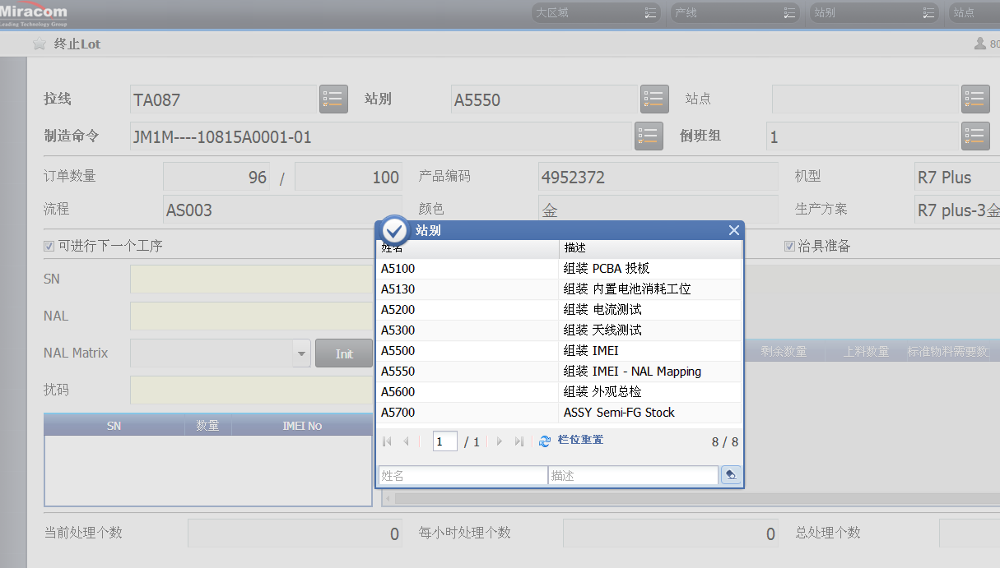 Miracom
Leading Technology Group
大区域 产线 站别 站点
终止Lot 80
拉线 TA087 站别 A5550 站点
制造命令 JM1M----10815A0001-01 倒班组 1
订单数量 96 / 100 产品编码 4952372 机型 R7 Plus
流程 AS003 颜色 金 生产方案 R7 plus-3金
站别
可进行下一个工序 治具准备
姓名 描述
A5100 组装 PCBA 投板
A5130 组装 内置电池消耗工位
A5200 组装 电流测试
A5300 组装 天线测试
A5500 组装 IMEI
A5550 组装 IMEI - NAL Mapping
A5600 组装 外观总检
A5700 ASSY Semi-FG Stock
1 / 1 栏位重置 8 / 8
姓名 描述
SN
NAL
NAL Matrix Init
扰码
剩余数量 上料数量 标准物料需要数
SN 数量 IMEI No
当前处理个数 0 每小时处理个数 0 总处理个数